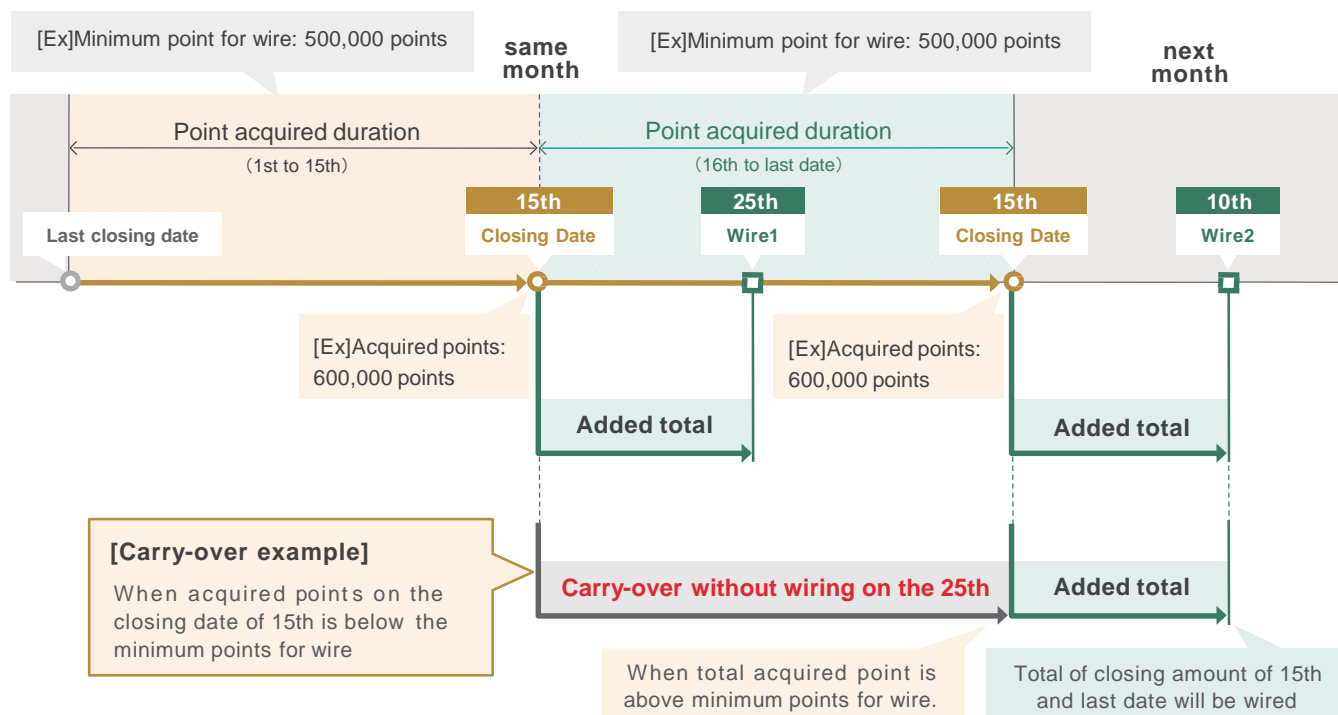 [Ex]Minimum point for wire: 500,000 points
same
month
[Ex]Minimum point for wire: 500,000 points
next
month
Point acquired duration
(1st to 15th)
Point acquired duration
(16th to last date)
Last closing date
15th
Closing Date
25th
Wire1
15th
Closing Date
10th
Wire2
[Ex]Acquired points:
600,000 points
[Ex]Acquired points:
600,000 points
Added total
Added total
[Carry-over example]
When acquired points on the
closing date of 15th is below the
minimum points for wire
Carry-over without wiring on the 25th
Added total
When total acquired point is
above minimum points for wire.
Total of closing amount of 15th
and last date will be wired